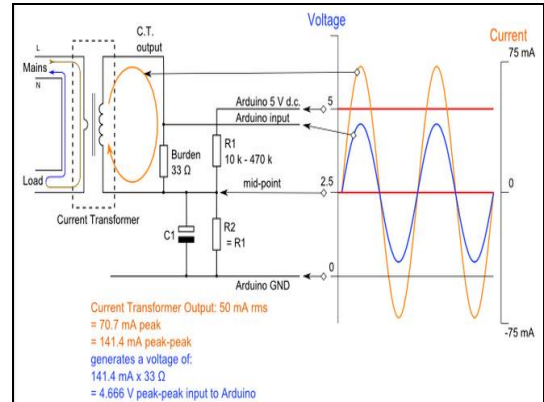 Voltage
Current
C.T.
output
L
Mains
N
Load
Current Transformer
Burden
33 Ω
C1
R1
10 k - 470 k
R2
= R1
Arduino 5 V d.c.
Arduino input
mid-point
Arduino GND
5
2.5
0
75 mA
0
-75 mA
Current Transformer Output: 50 mA rms
= 70.7 mA peak
= 141.4 mA peak-peak
generates a voltage of:
141.4 mA x 33 Ω
= 4.666 V peak-peak input to Arduino